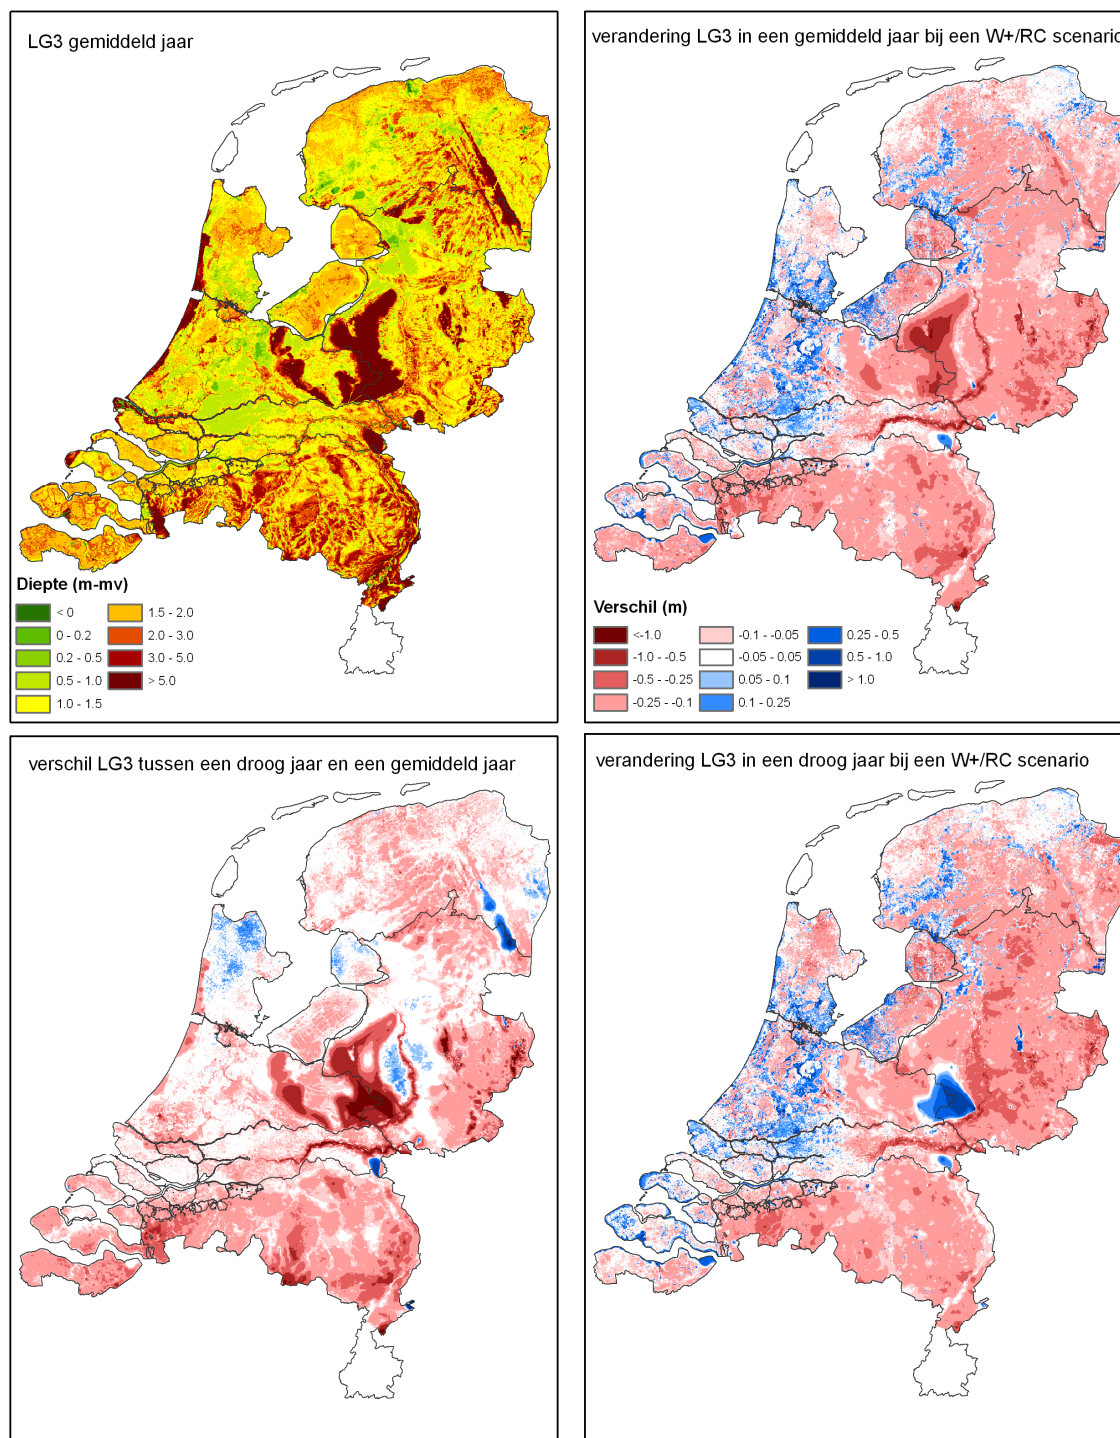 LG3 gemiddeld jaar
Diepte (m-mv)
< 0
0 - 0.2
0.2 - 0.5
0.5 - 1.0
1.0 - 1.5
1.5 - 2.0
2.0 - 3.0
3.0 - 5.0
> 5.0
verandering LG3 in een gemiddeld jaar bij een W+/RC scenario
Verschil (m)
<-1.0
-1.0 - -0.5
-0.5 - -0.25
-0.25 - -0.1
-0.1 - -0.05
-0.05 - 0.05
0.05 - 0.1
0.1 - 0.25
0.25 - 0.5
0.5 - 1.0
> 1.0
verschil LG3 tussen een droog jaar en een gemiddeld jaar
verandering LG3 in een droog jaar bij een W+/RC scenario